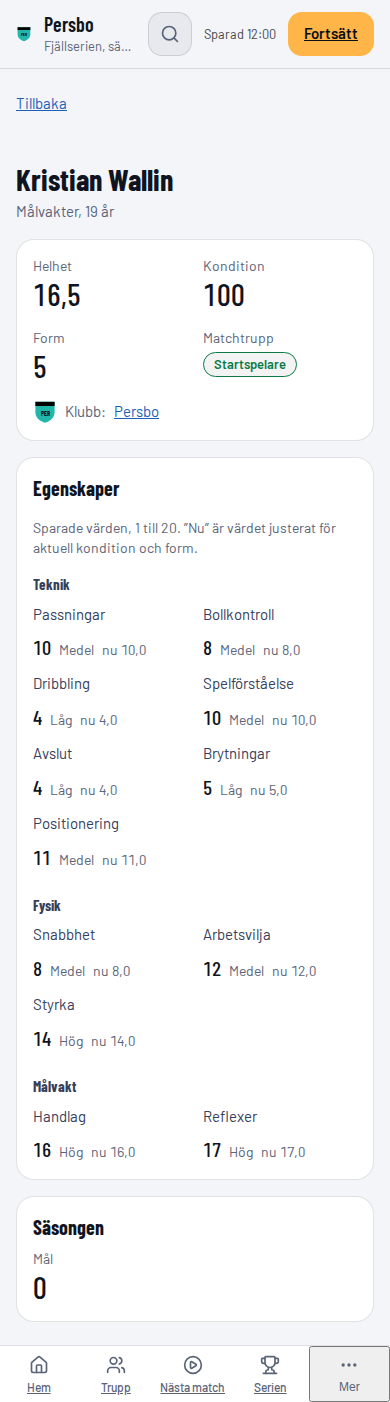 PER
Persbo
Fjällserien, sä...
Sparad 12:00
Fortsätt
Tillbaka
Kristian Wallin
Målvakter, 19 år
Helhet
Kondition
16,5
100
Form
Matchtrupp
5
Startspelare
PER
Klubb: Persbo
Egenskaper
Sparade värden, 1 till 20. ”Nu” är värdet justerat för
aktuell kondition och form.
Teknik
Passningar
Bollkontroll
10 Medel nu 10,0
8 Medel nu 8,0
Dribbling
Spelförståelse
4 Låg nu 4,0
10 Medel nu 10,0
Avslut
Brytningar
4 Låg nu 4,0
5 Låg nu 5,0
Positionering
11 Medel nu 11,0
Fysik
Snabbhet
Arbetsvilja
8 Medel nu 8,0
12 Medel nu 12,0
Styrka
14 Hög nu 14,0
Målvakt
Handlag
Reflexer
16 Hög nu 16,0
17 Hög nu 17,0
Säsongen
Mål
0
Hem
Trupp
Nästa match
Serien
Mer